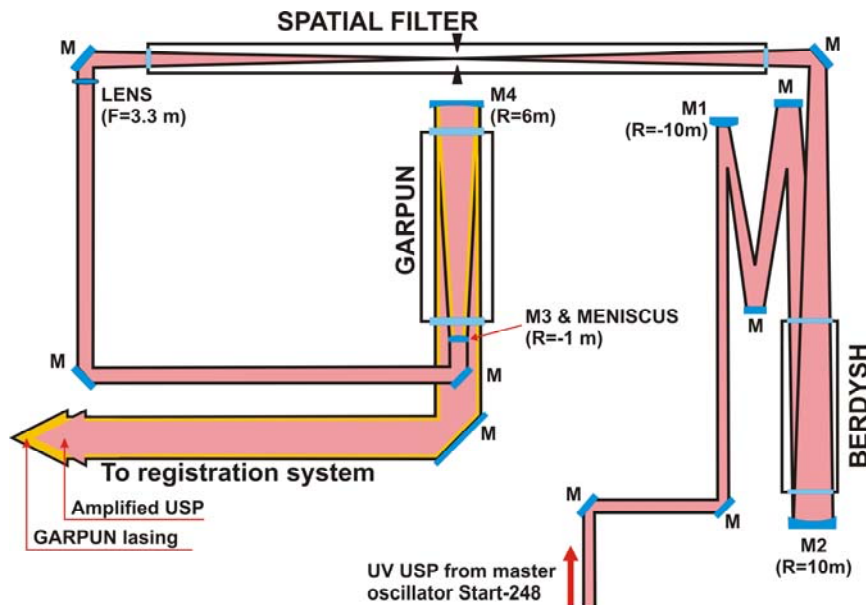 SPATIAL FILTER
M
M
LENS
(F=3.3 m)
M4
(R=6m)
M1
(R=-10m)
M
GARPUN
M3 & MENISCUS
(R=-1 m)
M
BERDYSH
M
M
M
To registration system
Amplified USP
GARPUN lasing
M
M
M2
(R=10m)
UV USP from master
oscillator Start-248